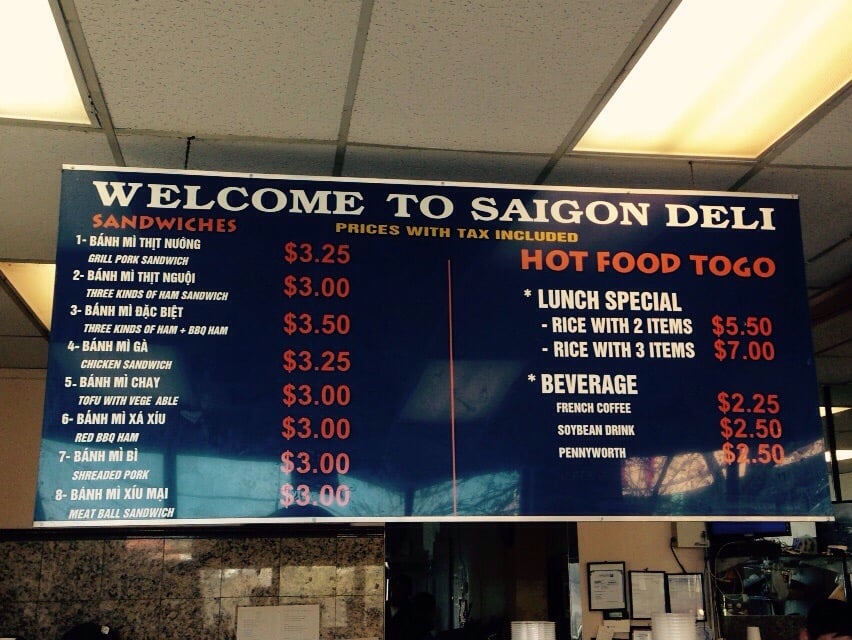 WELCOME TO SAIGON DELI
SANDWICHES
PRICES WITH TAX INCLUDED
1- BÁNH MÌ THỊT NƯỚNG
GRILL PORK SANDWICH
$3.25
2- BÁNH MÌ THỊT NGUỘI
THREE KINDS OF HAM SANDWICH
$3.00
3- BÁNH MÌ ĐẶC BIỆT
THREE KINDS OF HAM + BBQ HAM
$3.50
4- BÁNH MÌ GÀ
CHICKEN SANDWICH
$3.25
5- BÁNH MÌ CHAY
TOFU WITH VEGE ABLE
$3.00
6- BÁNH MÌ XÁ XÍU
RED BBQ HAM
$3.00
7- BÁNH MÌ BÌ
SHREADED PORK
$3.00
8- BÁNH MÌ XÍU MẠI
MEAT BALL SANDWICH
$3.00
HOT FOOD TOGO
* LUNCH SPECIAL
- RICE WITH 2 ITEMS $5.50
- RICE WITH 3 ITEMS $7.00
* BEVERAGE
FRENCH COFFEE $2.25
SOYBEAN DRINK $2.50
PENNYWORTH $2.50